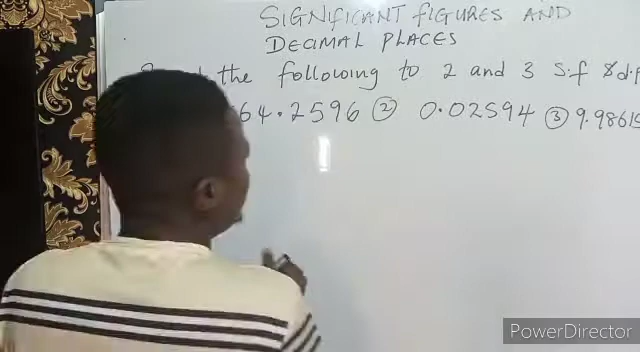 SIGNIFICANT FIGURES AND
DECIMAL PLACES
the following to 2 and 3 s.f & d.p
64.2596 ② 0.02594 ③ 9.9861
PowerDirector